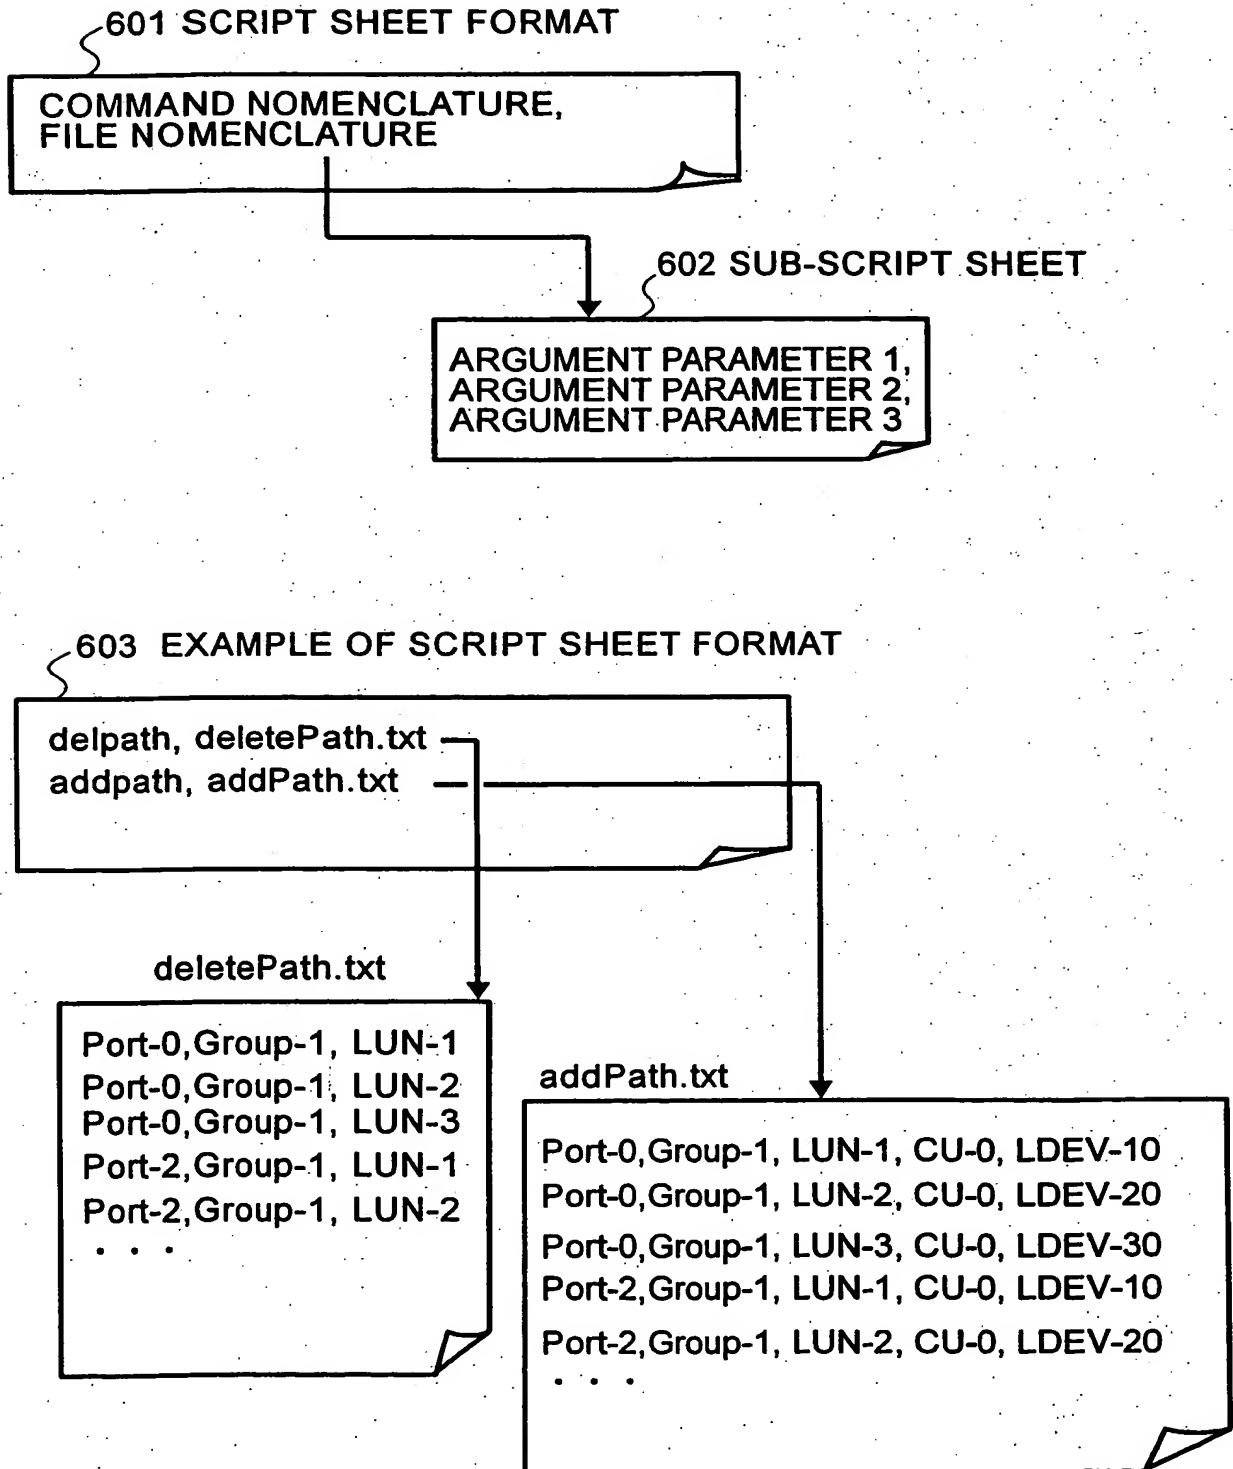 601 SCRIPT SHEET FORMAT
COMMAND NOMENCLATURE,
FILE NOMENCLATURE
602 SUB-SCRIPT SHEET
ARGUMENT PARAMETER 1,
ARGUMENT PARAMETER 2,
ARGUMENT PARAMETER 3
603 EXAMPLE OF SCRIPT SHEET FORMAT
delpath, deletePath.txt
addpath, addPath.txt
deletePath.txt
Port-0,Group-1, LUN-1
Port-0,Group-1, LUN-2
Port-0,Group-1, LUN-3
Port-2,Group-1, LUN-1
Port-2,Group-1, LUN-2
. . .
addPath.txt
Port-0,Group-1, LUN-1, CU-0, LDEV-10
Port-0,Group-1, LUN-2, CU-0, LDEV-20
Port-0,Group-1, LUN-3, CU-0, LDEV-30
Port-2,Group-1, LUN-1, CU-0, LDEV-10
Port-2,Group-1, LUN-2, CU-0, LDEV-20
. . .